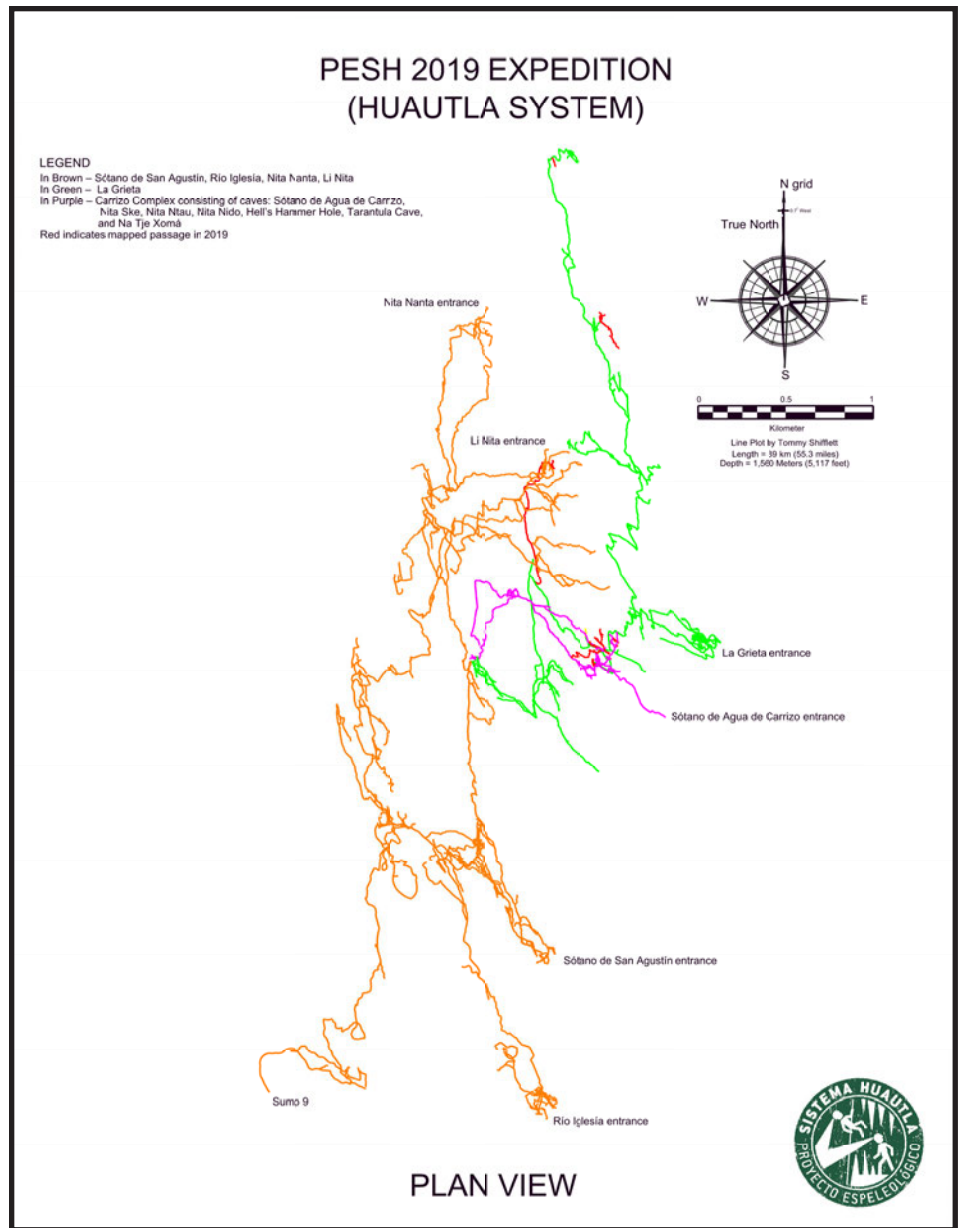 PESH 2019 EXPEDITION
(HUAUTLA SYSTEM)
LEGEND
In Brown – Sótano de San Agustín, Río Iglesia, Nita Nanta, Li Nita
In Green – La Grieta
In Purple – Carrizo Complex consisting of caves: Sótano de Agua de Carrzo,
Nita Ske, Nita Ntau, Nita Nido, Hell's Hammer Hole, Tarantula Cave,
and Na Tje Xomá
Red indicates mapped passage in 2019
N grid
0.7° West
True North
W
E
S
0 0.5 1
Kilometer
Line Plot by Tommy Shifflett
Length = 89 km (55.3 miles)
Depth = 1,560 Meters (5,117 feet)
Nita Nanta entrance
Li Nita entrance
La Grieta entrance
Sótano de Agua de Carrizo entrance
Sótano de San Agustín entrance
Sump 9
Río Iglesia entrance
PLAN VIEW
SISTEMA HUAUTLA
PROYECTO ESPELEOLÓGICO